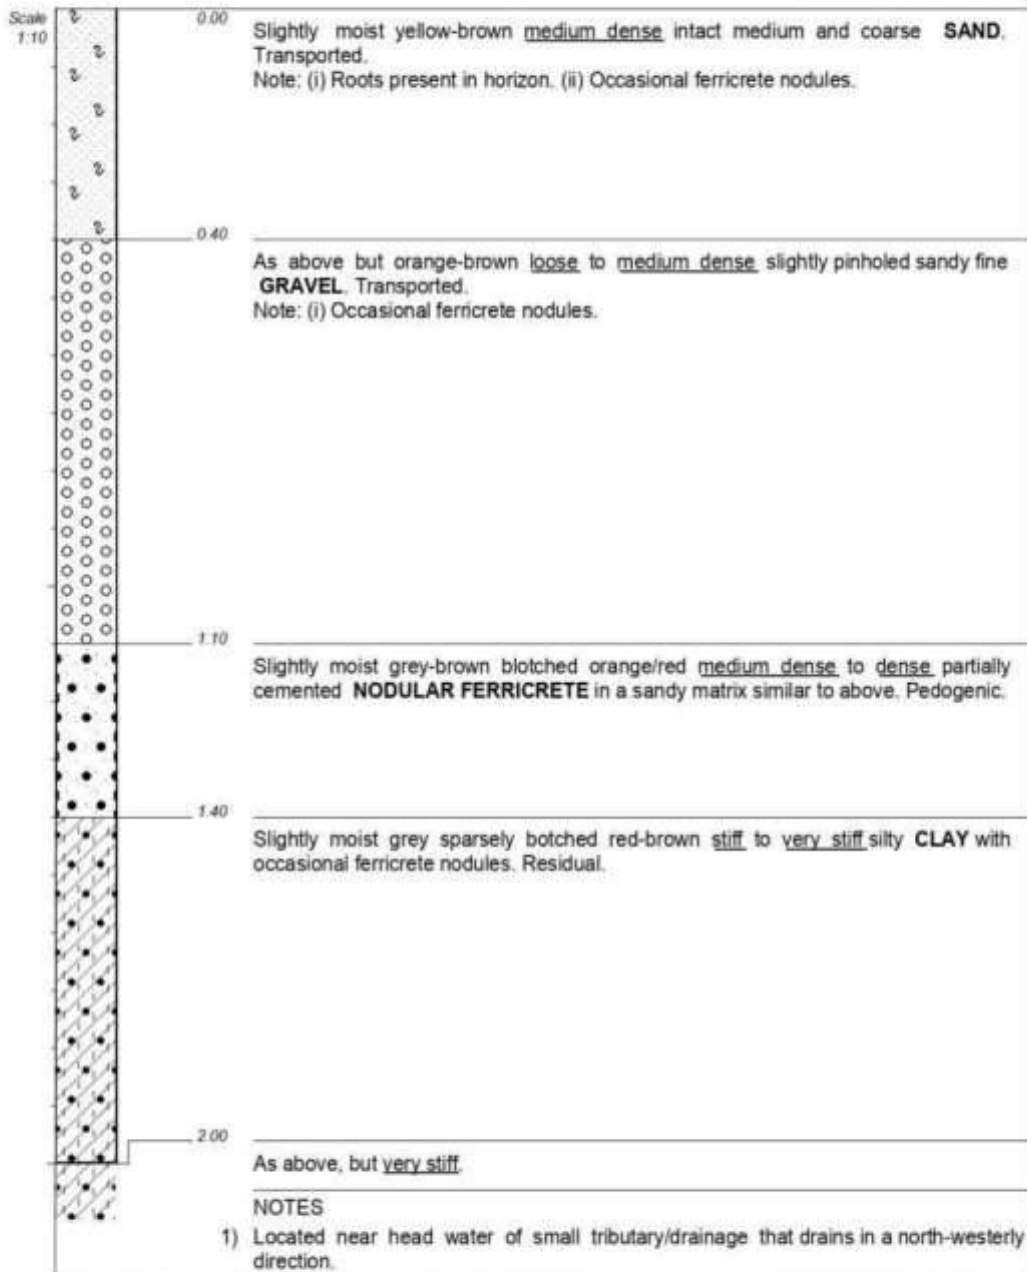 Scale
1:10
0.00
Slightly moist yellow-brown medium dense intact medium and coarse SAND.
Transported.
Note: (i) Roots present in horizon. (ii) Occasional ferricrete nodules.
0.40
As above but orange-brown loose to medium dense slightly pinholed sandy fine
GRAVEL. Transported.
Note: (i) Occasional ferricrete nodules.
1.10
Slightly moist grey-brown blotched orange/red medium dense to dense partially
cemented NODULAR FERRICRETE in a sandy matrix similar to above. Pedogenic.
1.40
Slightly moist grey sparsely botched red-brown stiff to very stiff silty CLAY with
occasional ferricrete nodules. Residual.
2.00
As above, but very stiff.
NOTES
1) Located near head water of small tributary/drainage that drains in a north-westerly
direction.